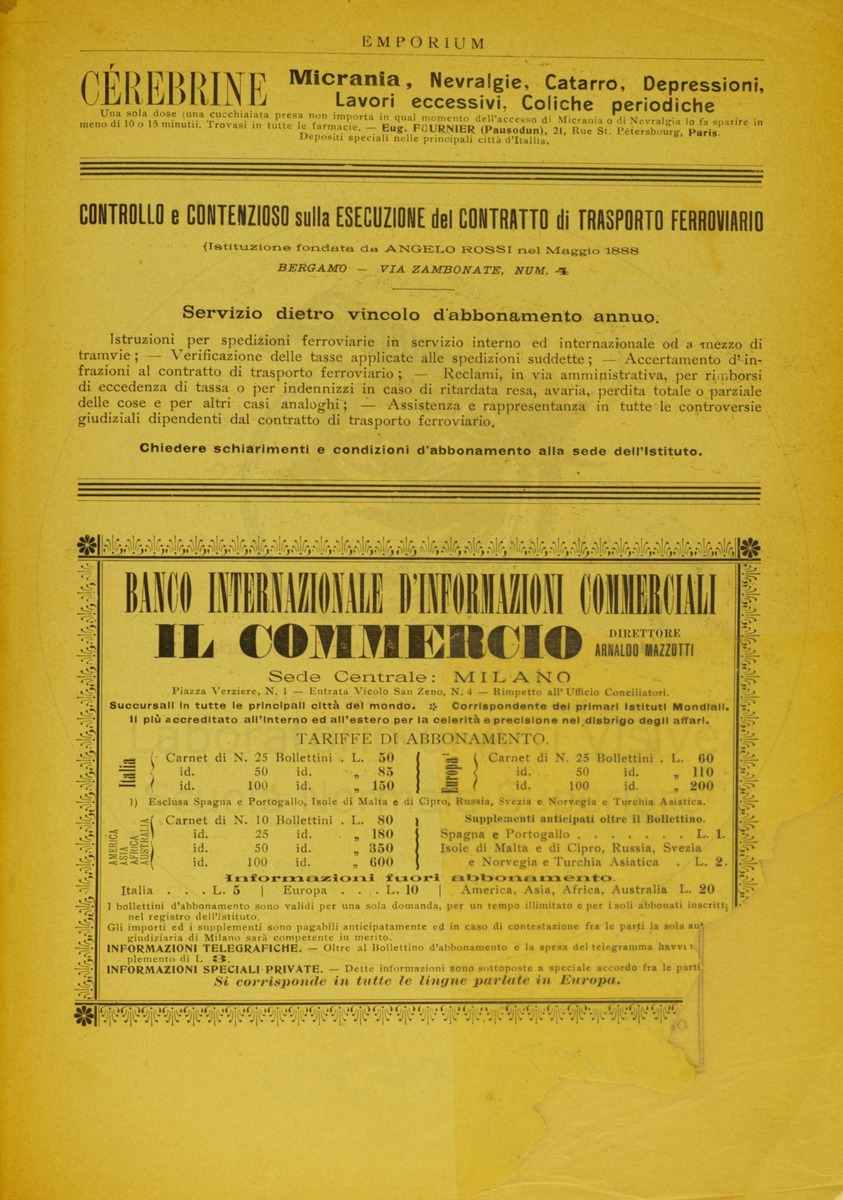 EMPORIUM
CÉREBRINE Micrania, Nevralgie, Catarro, Depressioni,
Lavori eccessivi, Coliche periodiche
Una sola dose (una cucchiaiata presa non importa in qual momento dell'accesso di Micrania o di Nevralgia lo fa sparire in
meno di 10 o 15 minutii. Trovasi in tutte le farmacie. — Eug. FOURNIER (Pausodun), 21, Rue St. Pétersbourg, Paris.
Depositi speciali nelle principali città d'Itallia.
CONTROLLO e CONTENZIOSO sulla ESECUZIONE del CONTRATTO di TRASPORTO FERROVIARIO
(Istituzione fondata da ANGELO ROSSI nel Maggio 1888
BERGAMO — VIA ZAMBONATE, NUM. 4
Servizio dietro vincolo d'abbonamento annuo.
Istruzioni per spedizioni ferroviarie in servizio interno ed internazionale od a mezzo di
tramvie; — Verificazione delle tasse applicate alle spedizioni suddette; — Accertamento d'in-
frazioni al contratto di trasporto ferroviario; — Reclami, in via amministrativa, per rimborsi
di eccedenza di tassa o per indennizzi in caso di ritardata resa, avaria, perdita totale o parziale
delle cose e per altri casi analoghi; — Assistenza e rappresentanza in tutte le controversie
giudiziali dipendenti dal contratto di trasporto ferroviario.
Chiedere schiarimenti e condizioni d'abbonamento alla sede dell'Istituto.
BANCO INTERNAZIONALE D'INFORMAZIONI COMMERCIALI
IL COMMERCIO DIRETTORE ARNALDO MAZZOTTI
Sede Centrale: MILANO
Piazza Verziere, N. 1 — Entrata Vicolo San Zeno, N. 4 — Rimpetto all'Ufficio Conciliatori.
Succursali in tutte le principali città del mondo. ⁂ Corrispondente dei primari Istituti Mondiali.
Il più accreditato all'interno ed all'estero per la celerità e precisione nel disbrigo degli affari.
TARIFFE DI ABBONAMENTO.
Italia { Carnet di N. 25 Bollettini . L. 50
id. 50 id. „ 85
id. 100 id. „ 150
Europa¹ { Carnet di N. 25 Bollettini . L. 60
id. 50 id. „ 110
id. 100 id. „ 200
1) Esclusa Spagna e Portogallo, Isole di Malta e di Cipro, Russia, Svezia e Norvegia e Turchia Asiatica.
AMERICA ASIA AFRICA AUSTRALIA { Carnet di N. 10 Bollettini . L. 80
id. 25 id. „ 180
id. 50 id. „ 350
id. 100 id. „ 600
Supplementi anticipati oltre il Bollettino.
Spagna e Portogallo . . . . . . . L. 1.
Isole di Malta e di Cipro, Russia, Svezia
e Norvegia e Turchia Asiatica . L. 2.
Informazioni fuori abbonamento.
Italia . . . L. 5 | Europa . . . L. 10 | America, Asia, Africa, Australia L. 20
I bollettini d'abbonamento sono validi per una sola domanda, per un tempo illimitato e per i soli abbonati inscritti
nel registro dell'Istituto.
Gli importi ed i supplementi sono pagabili anticipatamente ed in caso di contestazione fra le parti la sola aut
giudiziaria di Milano sarà competente in merito.
INFORMAZIONI TELEGRAFICHE. — Oltre al Bollettino d'abbonamento e la spesa del telegramma havvi
plemento di L. 3.
INFORMAZIONI SPECIALI PRIVATE. — Dette informazioni sono sottoposte a speciale accordo fra le parti
Si corrisponde in tutte le lingne parlate in Europa.